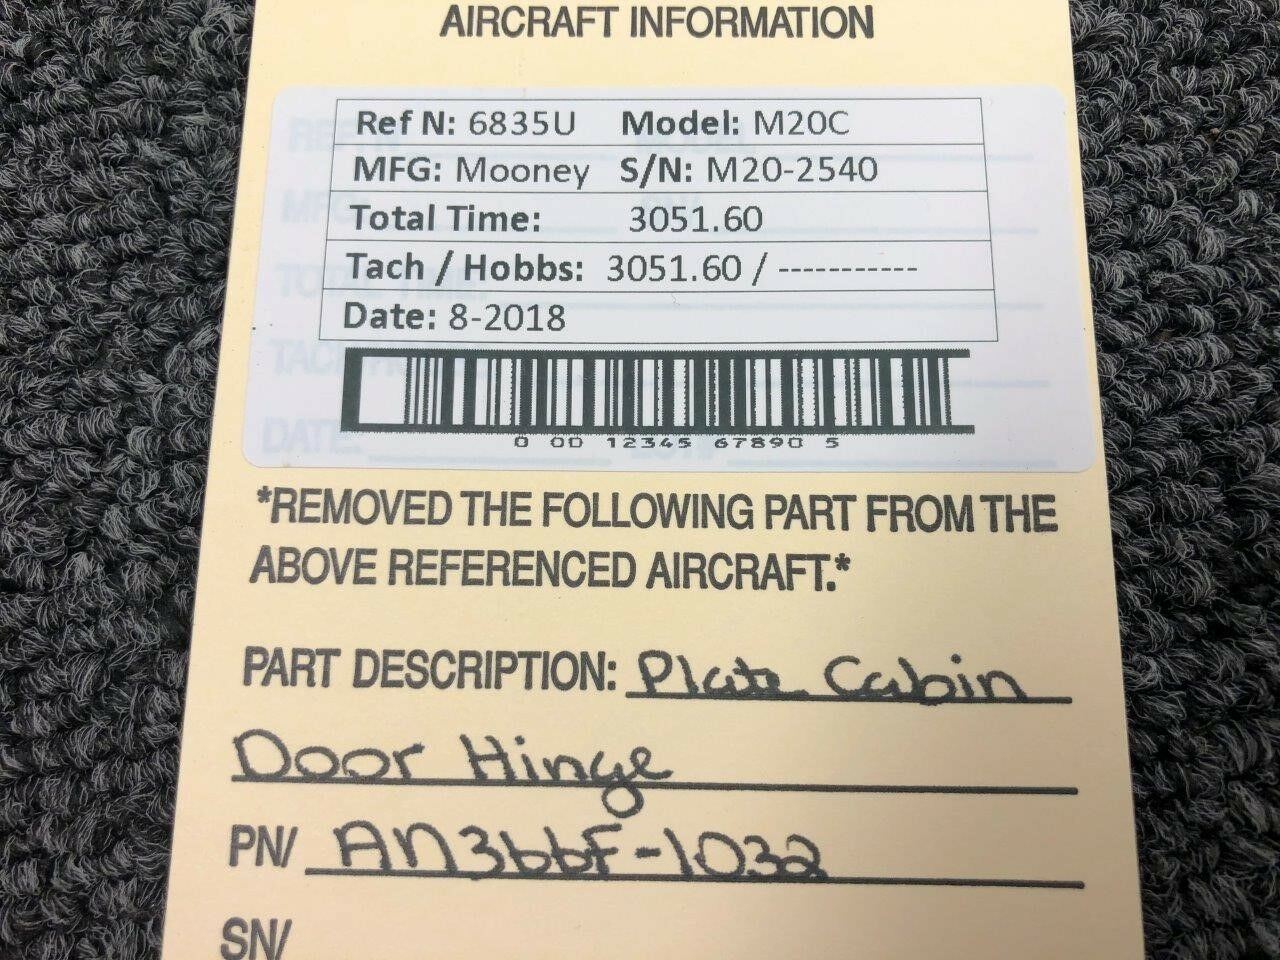 AIRCRAFT INFORMATION
Ref N: 6835U Model: M20C
MFG: Mooney S/N: M20-2540
Total Time: 3051.60
Tach / Hobbs: 3051.60 / -----------
Date: 8-2018
0 00 12345 67890 5
*REMOVED THE FOLLOWING PART FROM THE
ABOVE REFERENCED AIRCRAFT.*
PART DESCRIPTION: Plate Cabin
Door Hinge
PN/ AN366F-1032
SN/